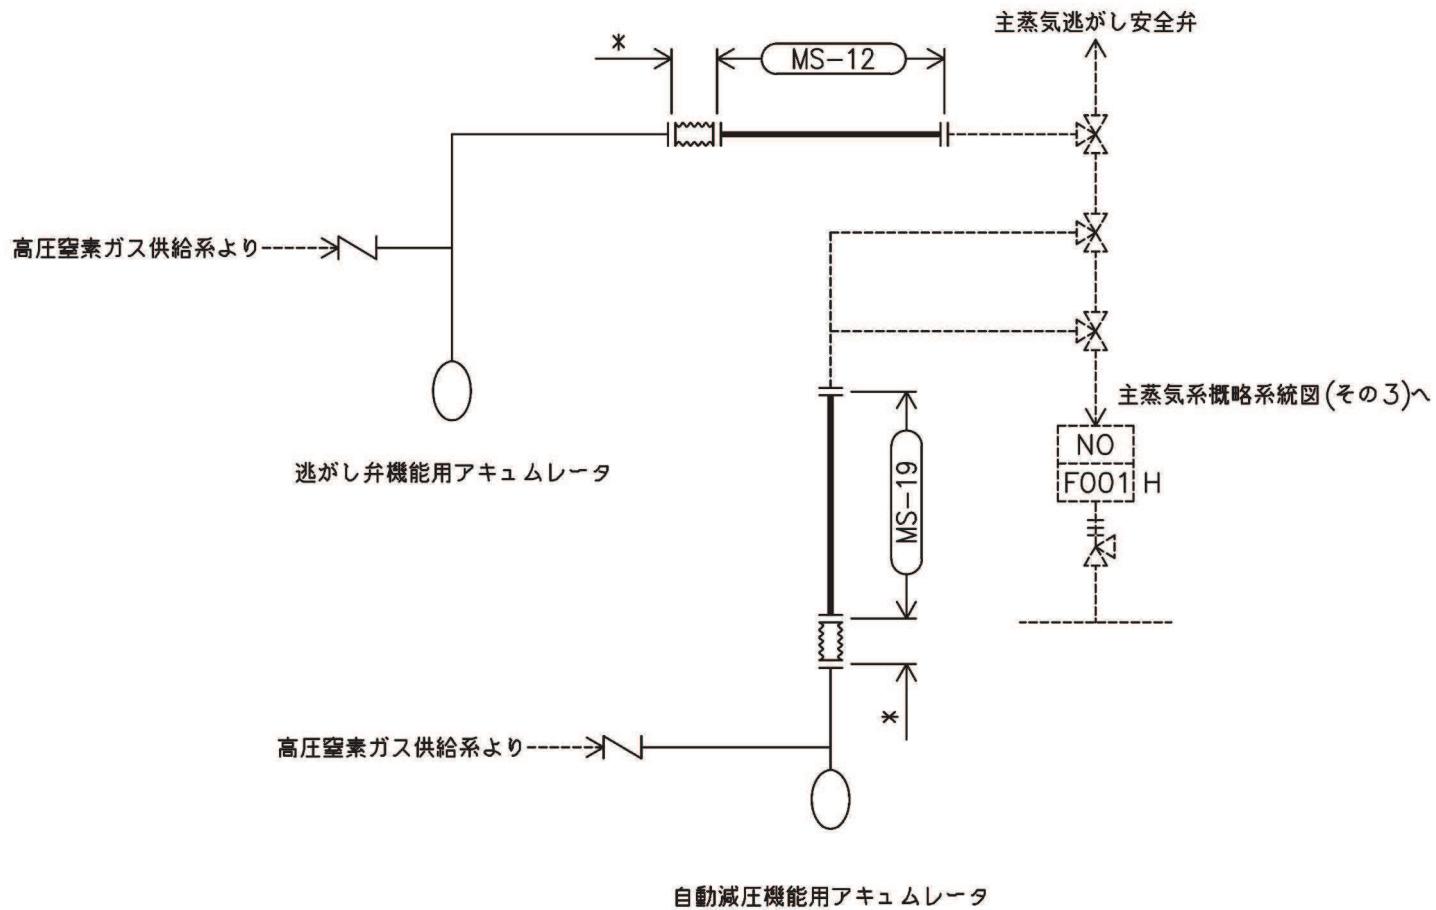 主蒸気逃がし安全弁
*
MS-12
高圧窒素ガス供給系より
主蒸気系概略系統図(その3)へ
NO
F001 H
逃がし弁機能用アキュムレータ
MS-19
*
高圧窒素ガス供給系より
自動減圧機能用アキュムレータ